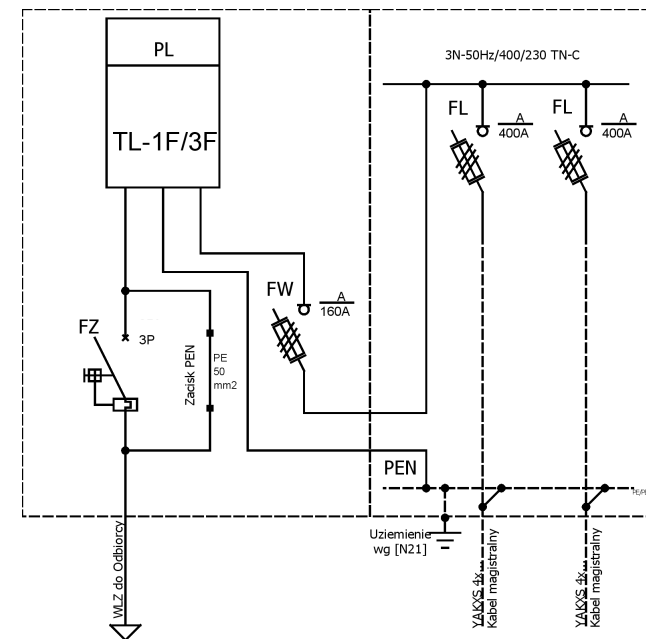 PL
TL-1F/3F
3N-50Hz/400/230 TN-C
FL
A
400A
FL
A
400A
FW
A
160A
FZ
3P
Zacisk PEN
PE
50
mm2
PEN
Uziemienie
wg [N21]
WLZ do Odbiorcy
YAKXS 4x...
Kabel magistralny
YAKXS 4x...
Kabel magistralny